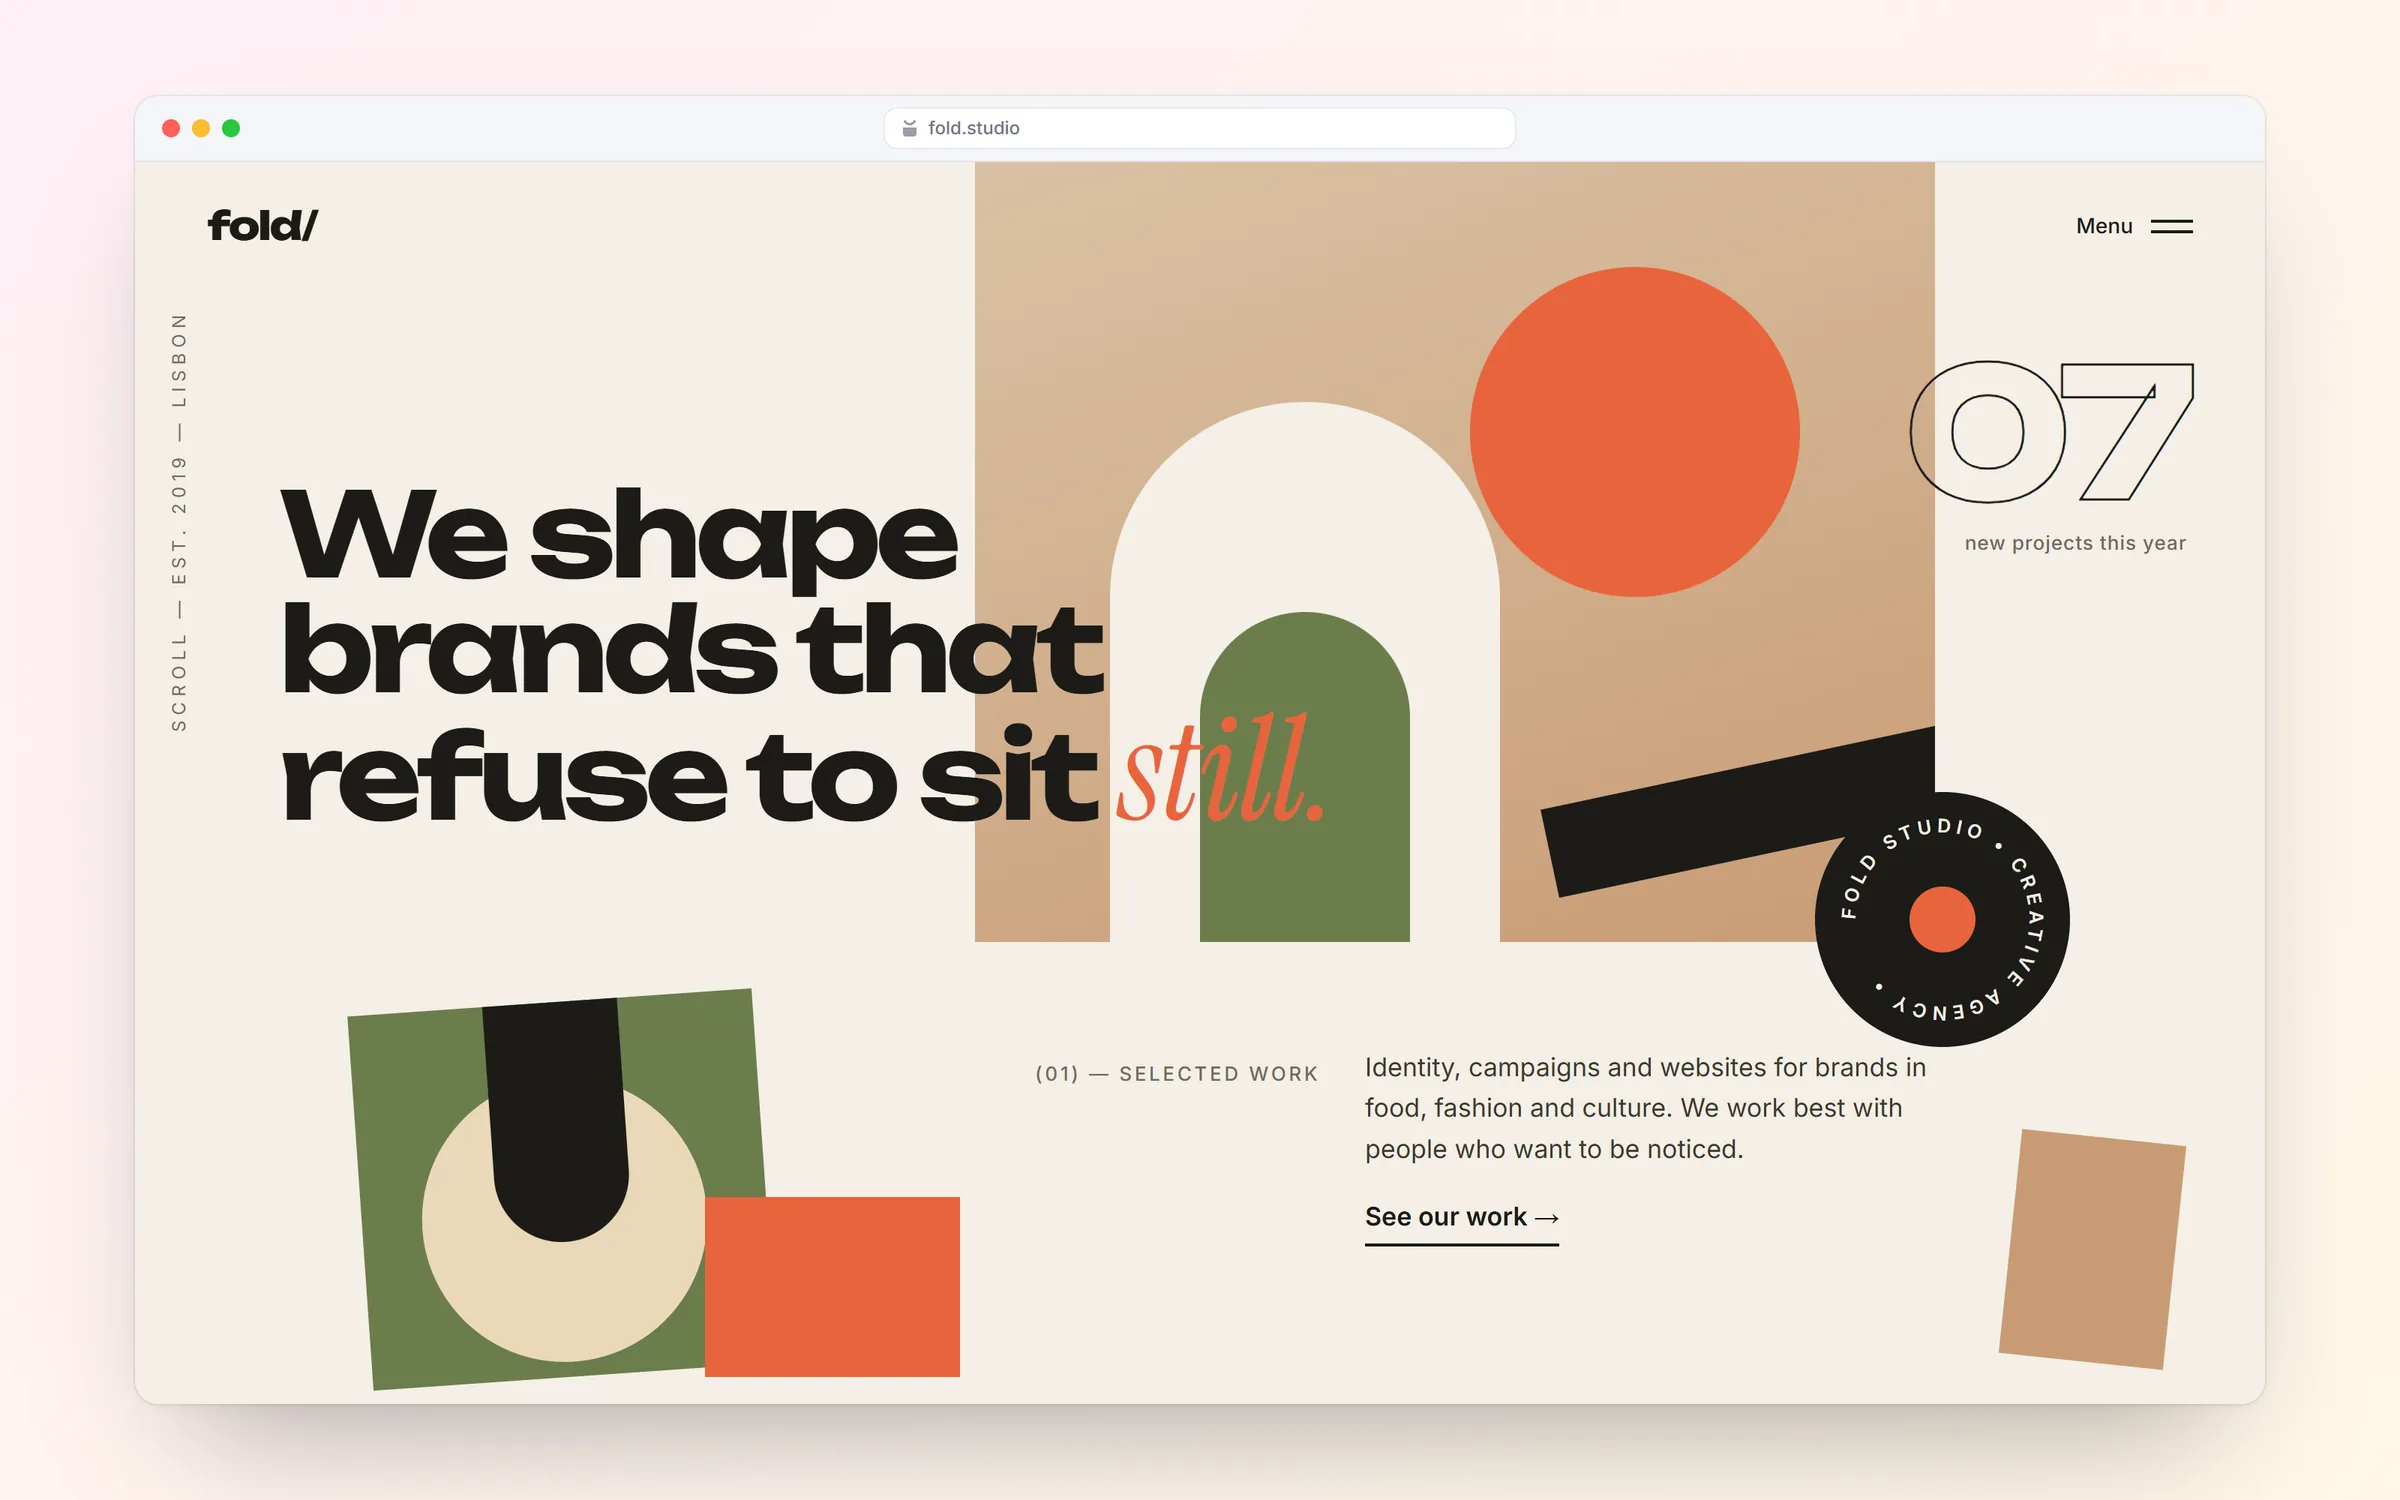 fold.studio
fold/
Menu
SCROLL — EST. 2019 — LISBON
07
new projects this year
We shape
brands that
refuse to sit still.
FOLD STUDIO • CREATIVE AGENCY •
(01) — SELECTED WORK
Identity, campaigns and websites for brands in
food, fashion and culture. We work best with
people who want to be noticed.
See our work →